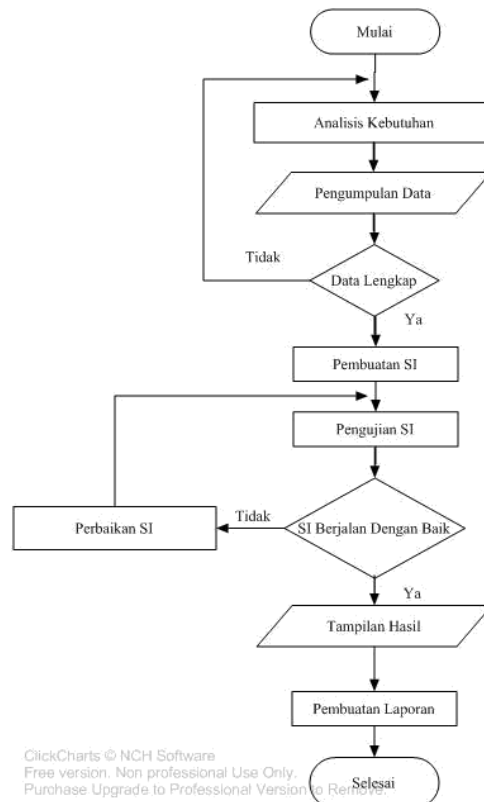 Mulai
Analisis Kebutuhan
Pengumpulan Data
Tidak
Data Lengkap
Ya
Pembuatan SI
Pengujian SI
Tidak
Perbaikan SI
SI Berjalan Dengan Baik
Ya
Tampilan Hasil
Pembuatan Laporan
Selesai
ClickCharts © NCH Software
Free version. Non professional Use Only.
Purchase Upgrade to Professional Version to Remove.